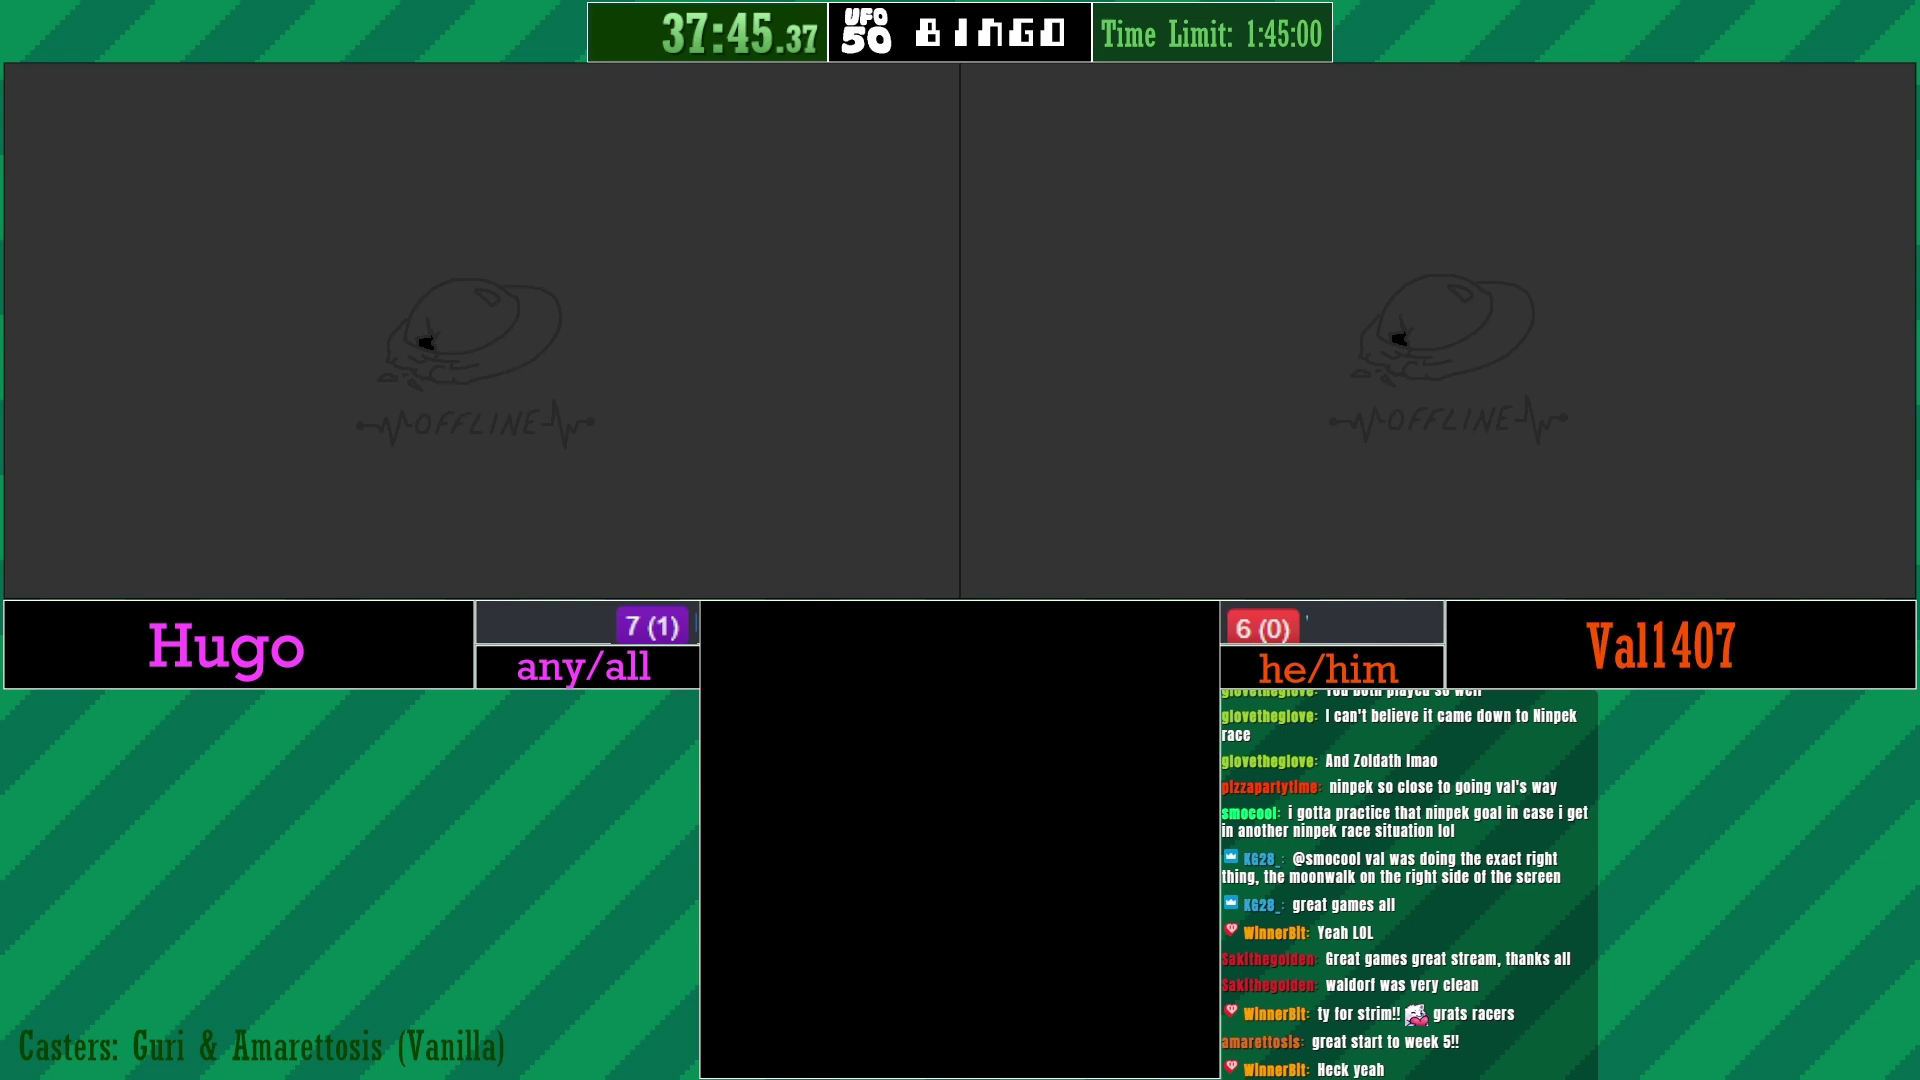 37:45.37
UFO 50
BINGO
Time Limit: 1:45:00
OFFLINE
OFFLINE
Hugo
7 (1)
any/all
6 (0)
he/him
Val1407
glovetheglove: You both played so well
glovetheglove: I can't believe it came down to Ninpek
race
glovetheglove: And Zoldath lmao
pizzapartytime: ninpek so close to going val's way
smocool: i gotta practice that ninpek goal in case i get
in another ninpek race situation lol
KG28_: @smocool val was doing the exact right
thing, the moonwalk on the right side of the screen
KG28_: great games all
WinnerBit: Yeah LOL
Sakithegolden: Great games great stream, thanks all
Sakithegolden: waldorf was very clean
WinnerBit: ty for strim!! grats racers
amarettosis: great start to week 5!!
WinnerBit: Heck yeah
Casters: Guri & Amarettosis (Vanilla)